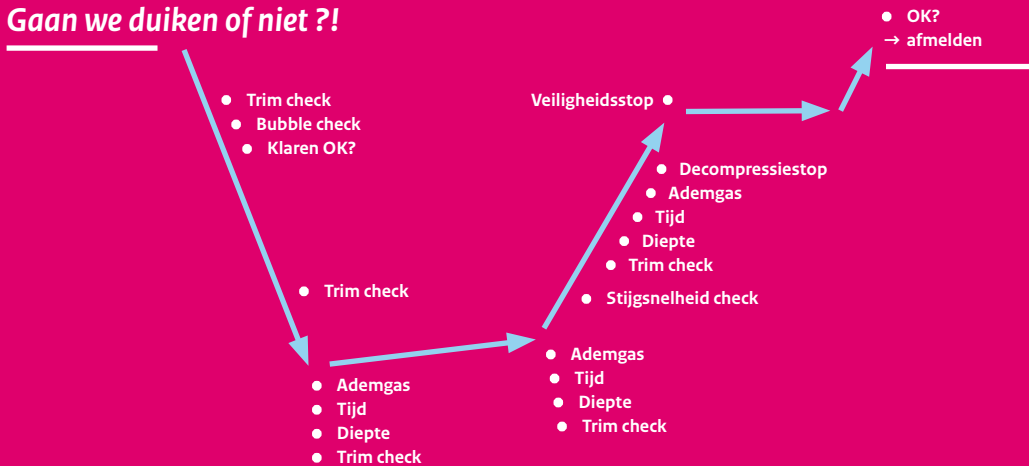 Gaan we duiken of niet ?!
Trim check
Bubble check
Klaren OK?
Trim check
Ademgas
Tijd
Diepte
Trim check
Ademgas
Tijd
Diepte
Trim check
Stijgsnelheid check
Trim check
Diepte
Tijd
Ademgas
Decompressiestop
Veiligheidsstop
OK?
→ afmelden